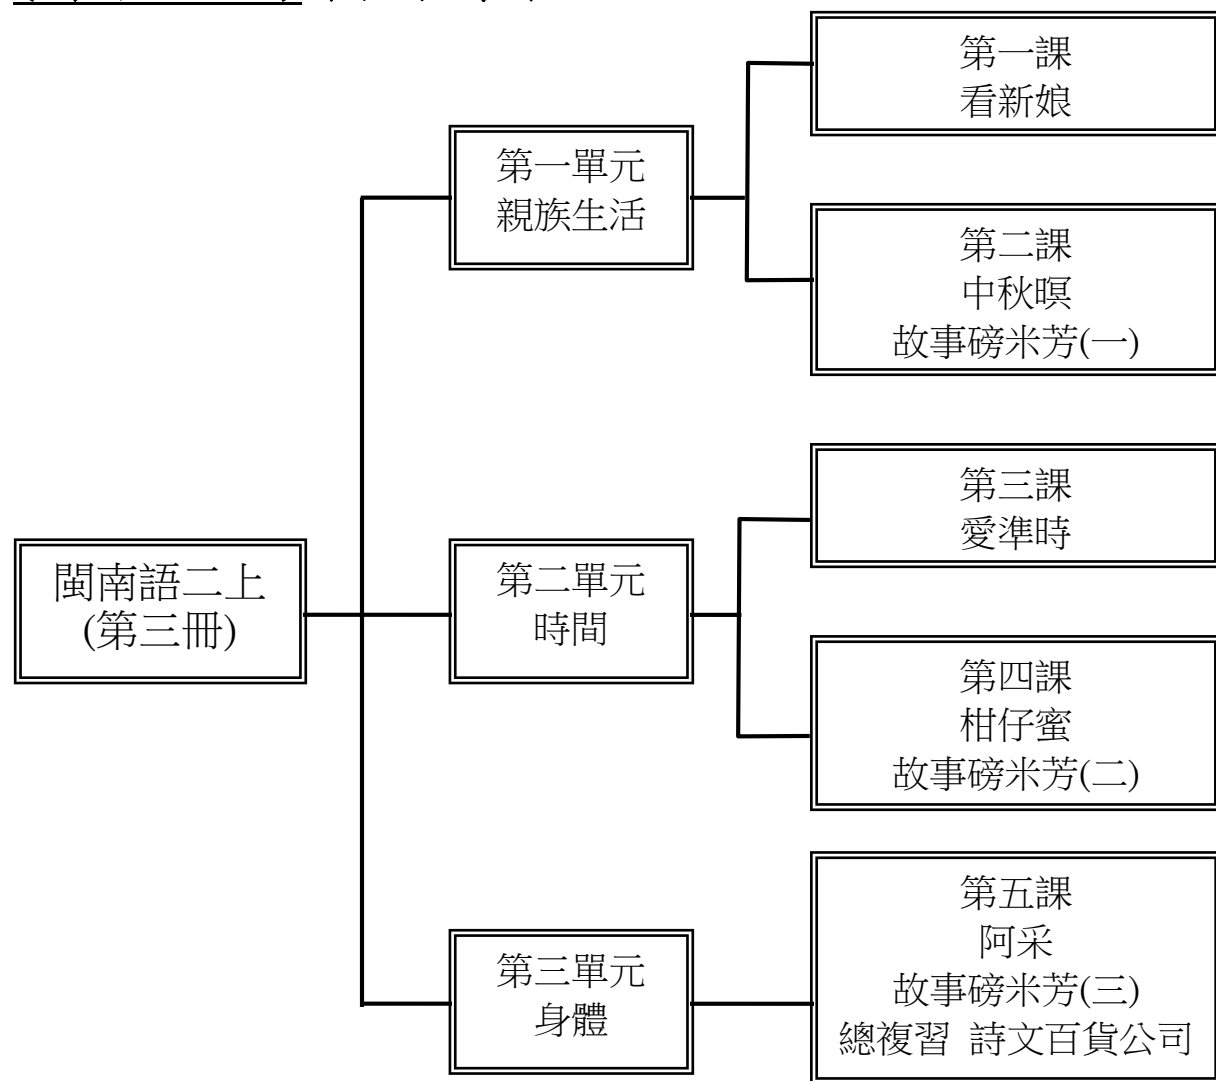 閩南語二上
(第三冊)
第一單元
親族生活
第一課
看新娘
第二課
中秋暝
故事磅米芳(一)
第二單元
時間
第三課
愛準時
第四課
柑仔蜜
故事磅米芳(二)
第三單元
身體
第五課
阿采
故事磅米芳(三)
總複習 詩文百貨公司